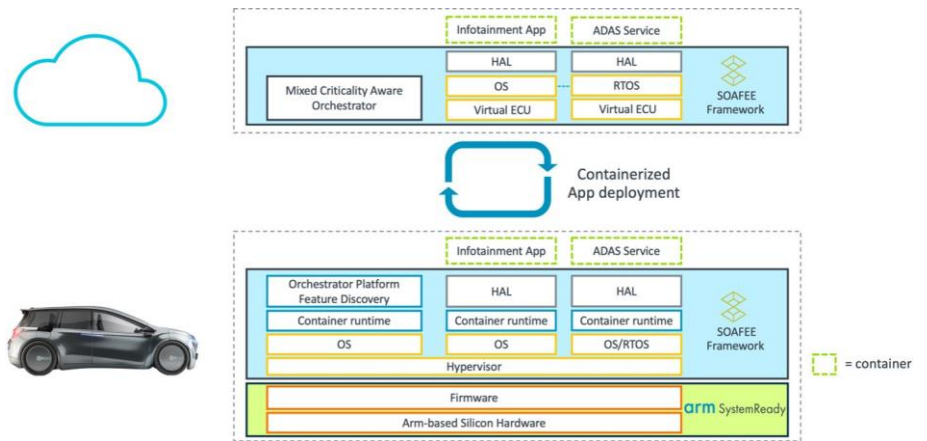 Infotainment App
ADAS Service
HAL
HAL
Mixed Criticality Aware
Orchestrator
OS
RTOS
SOAFEE
Framework
Virtual ECU
Virtual ECU
Containerized
App deployment
Infotainment App
ADAS Service
Orchestrator Platform
Feature Discovery
HAL
HAL
Container runtime
Container runtime
Container runtime
SOAFEE
Framework
OS
OS
OS/RTOS
Hypervisor
= container
Firmware
arm SystemReady
Arm-based Silicon Hardware